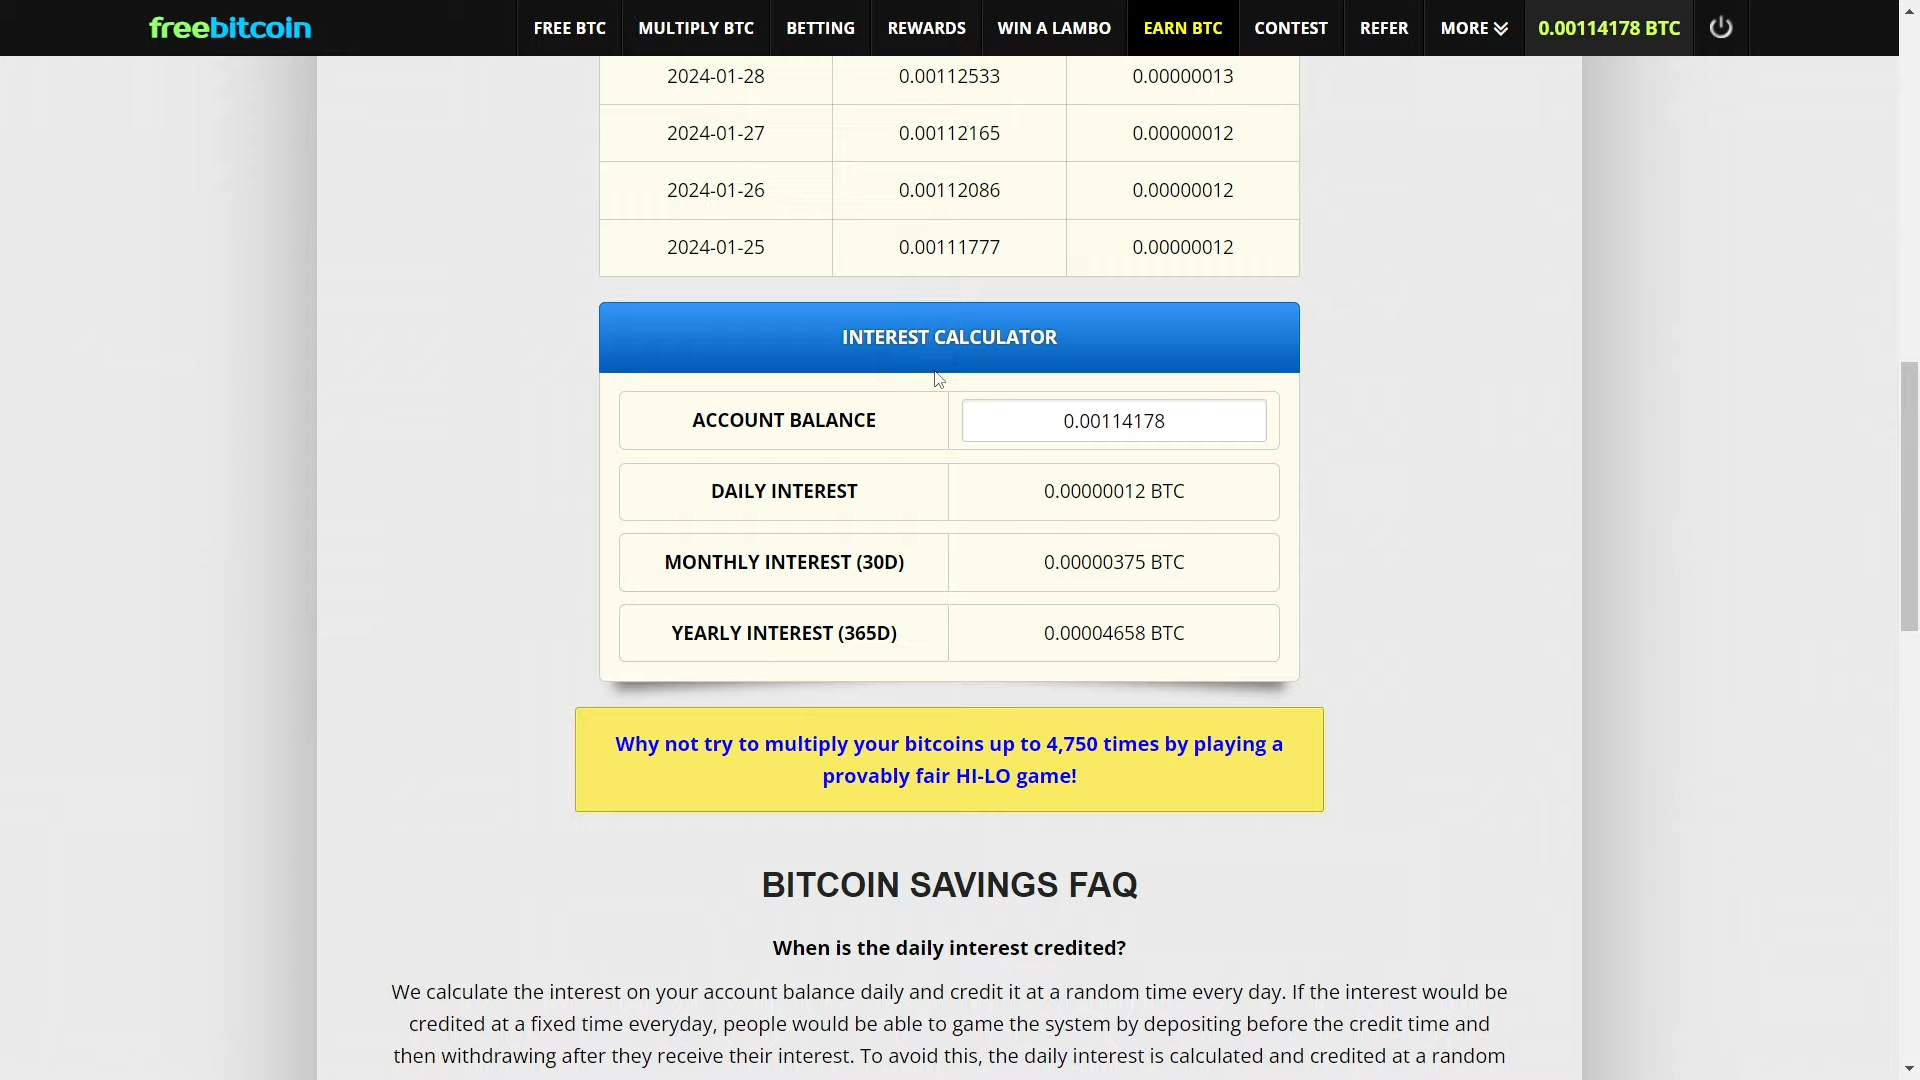 freebitcoin FREE BTC MULTIPLY BTC BETTING REWARDS WIN A LAMBO EARN BTC CONTEST REFER MORE 0.00114178 BTC
2024-01-28 0.00112533 0.00000013
2024-01-27 0.00112165 0.00000012
2024-01-26 0.00112086 0.00000012
2024-01-25 0.00111777 0.00000012
INTEREST CALCULATOR
ACCOUNT BALANCE 0.00114178
DAILY INTEREST 0.00000012 BTC
MONTHLY INTEREST (30D) 0.00000375 BTC
YEARLY INTEREST (365D) 0.00004658 BTC
Why not try to multiply your bitcoins up to 4,750 times by playing a
provably fair HI-LO game!
BITCOIN SAVINGS FAQ
When is the daily interest credited?
We calculate the interest on your account balance daily and credit it at a random time every day. If the interest would be
credited at a fixed time everyday, people would be able to game the system by depositing before the credit time and
then withdrawing after they receive their interest. To avoid this, the daily interest is calculated and credited at a random